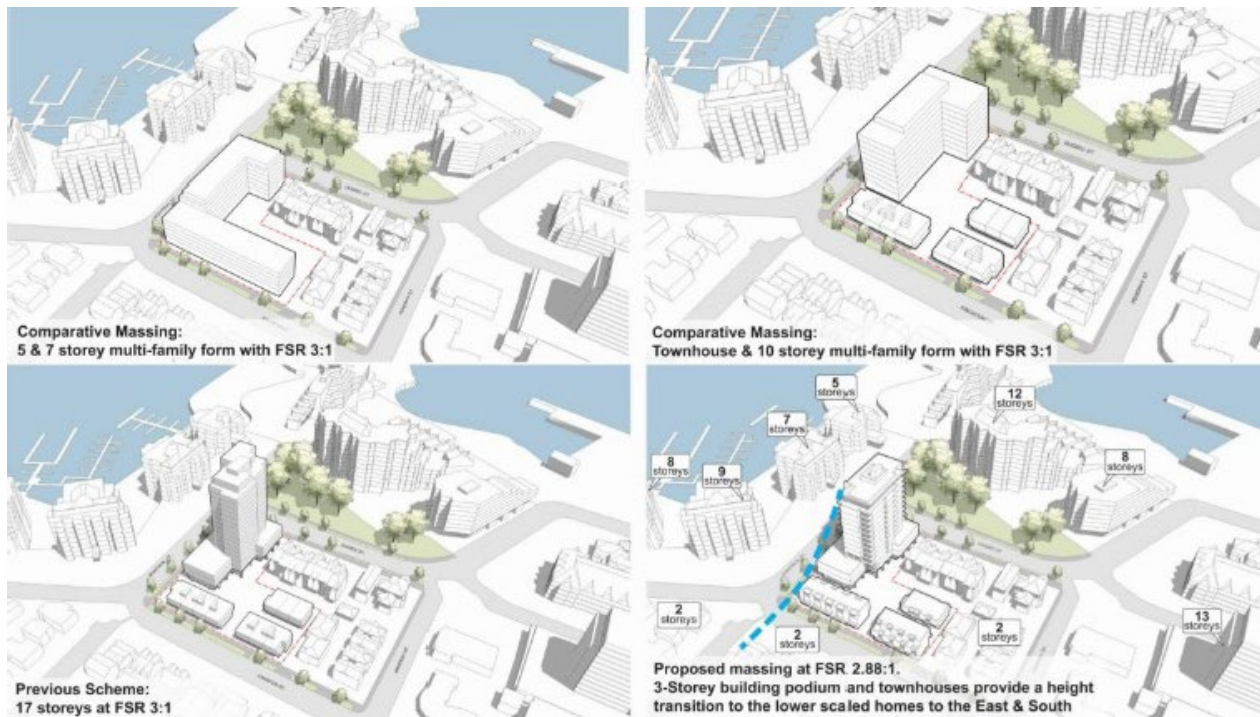 Comparative Massing:
5 & 7 storey multi-family form with FSR 3:1
Comparative Massing:
Townhouse & 10 storey multi-family form with FSR 3:1
Previous Scheme:
17 storeys at FSR 3:1
5
storeys
12
storeys
7
storeys
8
storeys
9
storeys
8
storeys
2
storeys
2
storeys
2
storeys
13
storeys
Proposed massing at FSR 2.88:1.
3-Storey building podium and townhouses provide a height
transition to the lower scaled homes to the East & South